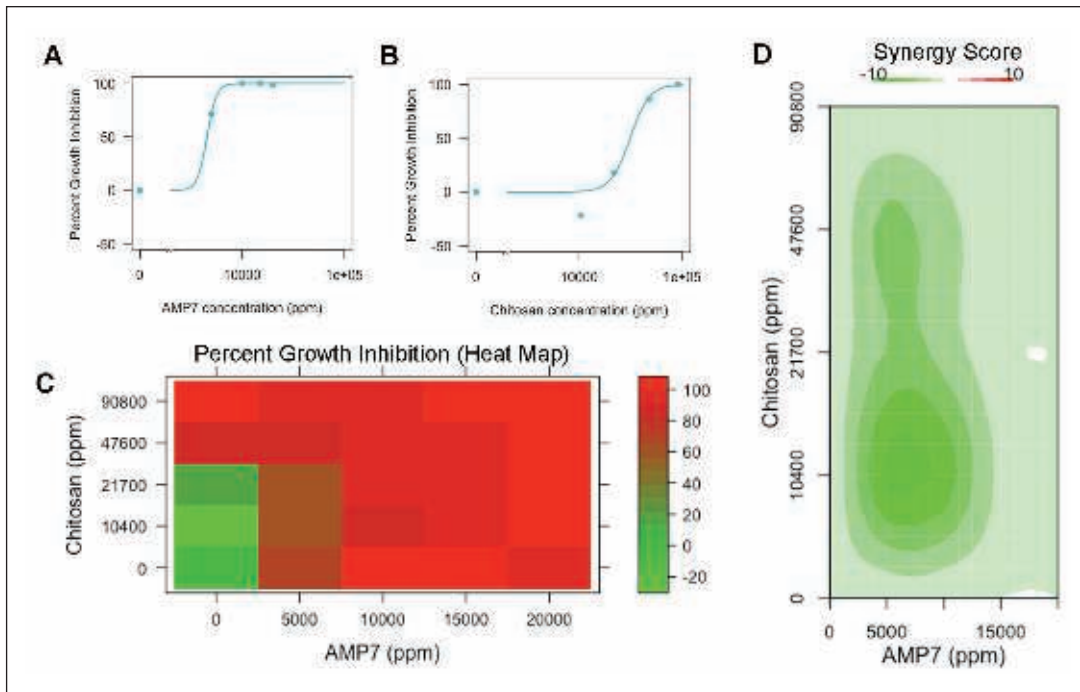 A
Percent Growth Inhibition
100
50
0
-50
0
10000
1e+05
AMP7 concentration (ppm)
B
Percent Growth Inhibition
100
50
0
-50
0
10000
1e+05
Chitosan concentration (ppm)
C
Percent Growth Inhibition (Heat Map)
Chitosan (ppm)
90800
47600
21700
10400
0
0
5000
10000
15000
20000
AMP7 (ppm)
100
80
60
40
20
0
-20
D
Synergy Score
-10
10
Chitosan (ppm)
90800
47600
21700
10400
0
0
5000
15000
AMP7 (ppm)